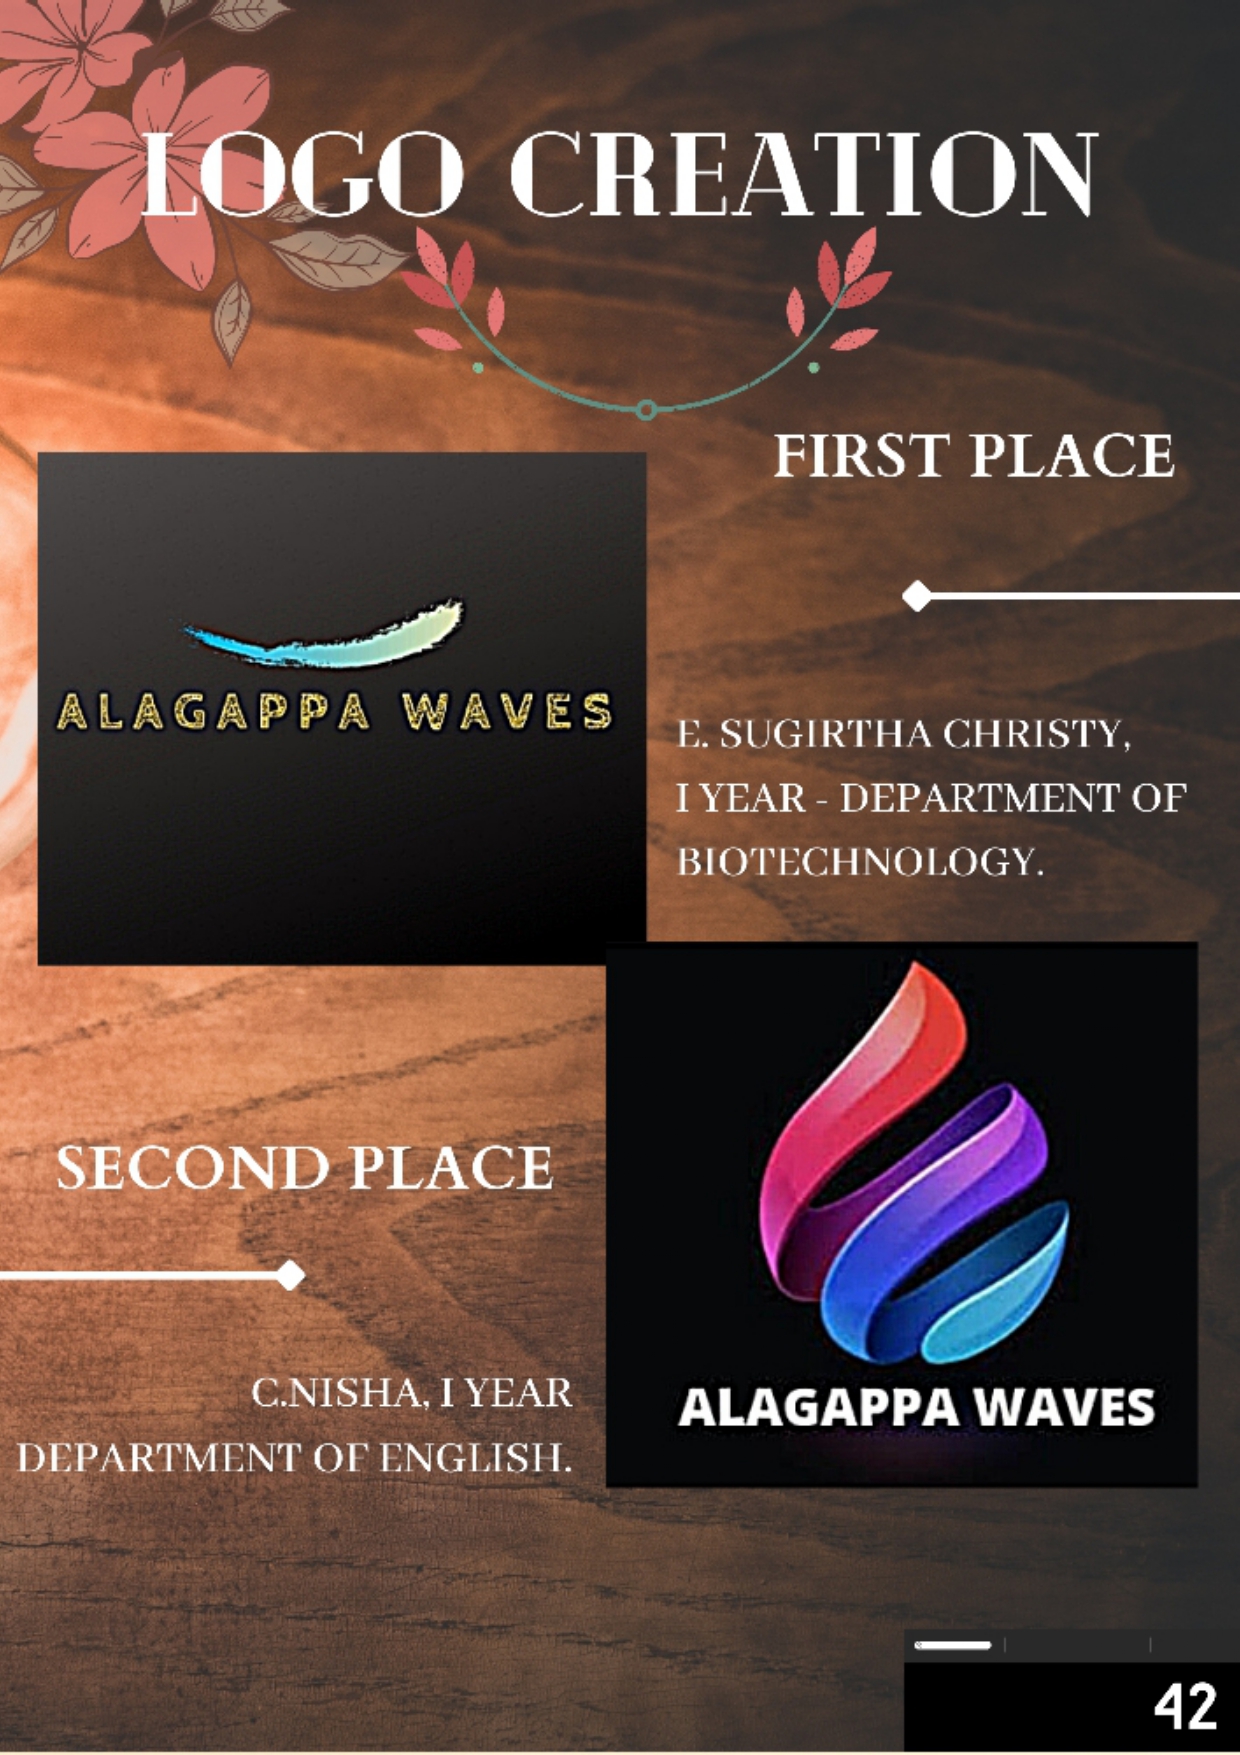 LOGO CREATION
FIRST PLACE
ALAGAPPA WAVES
E. SUGIRTHA CHRISTY,
I YEAR - DEPARTMENT OF
BIOTECHNOLOGY.
SECOND PLACE
C.NISHA, I YEAR
DEPARTMENT OF ENGLISH.
ALAGAPPA WAVES
42